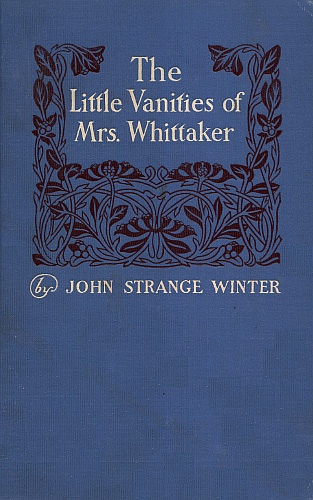 The
Little Vanities of
Mrs. Whittaker
by JOHN STRANGE WINTER